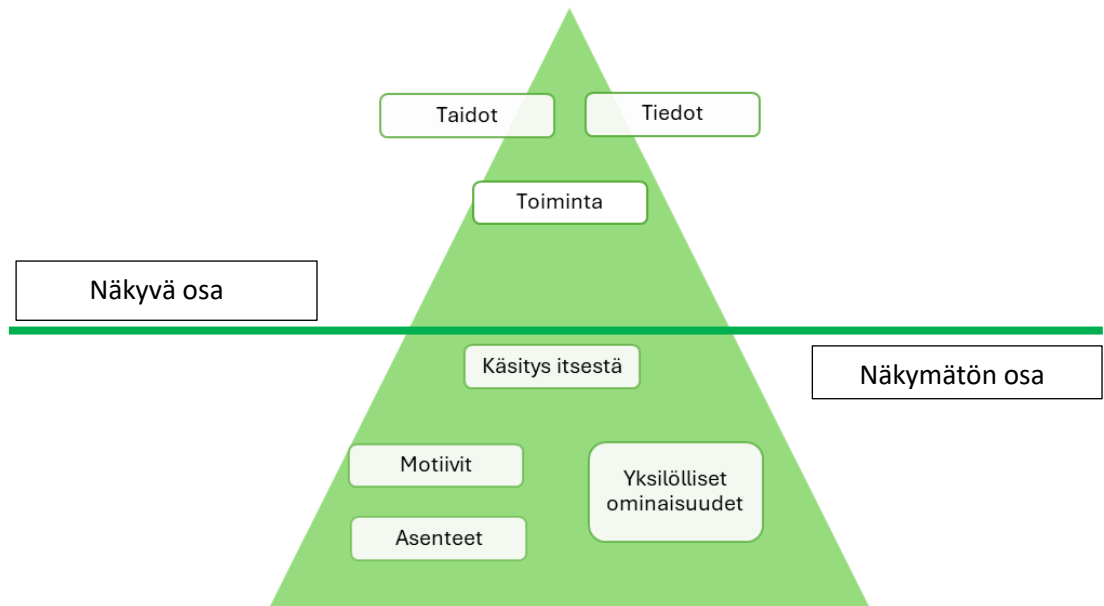 Taidot
Tiedot
Toiminta
Näkyvä osa
Käsitys itsestä
Näkymätön osa
Motiivit
Yksilölliset
ominaisuudet
Asenteet